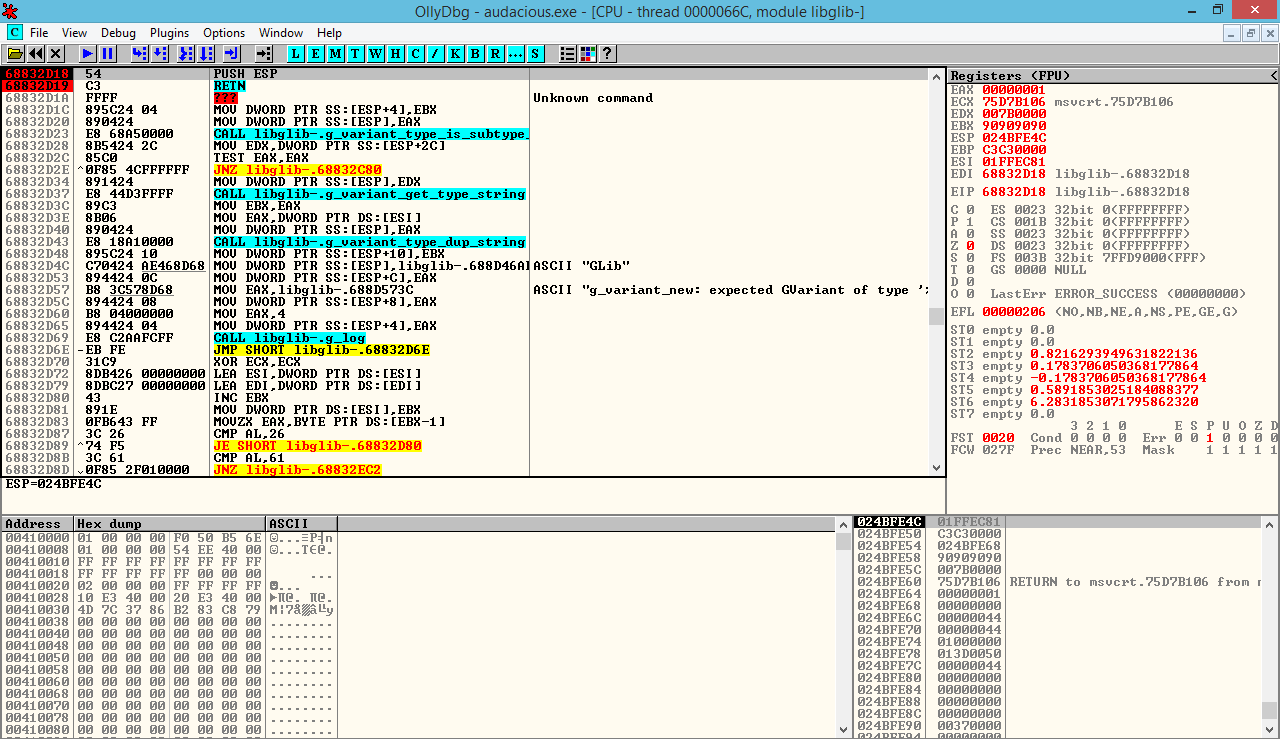 OllyDbg - audacious.exe - [CPU - thread 0000066C, module libglib-]
C File View Debug Plugins Options Window Help
L E M T W H C / K B R ... S ?
68832D18 54 PUSH ESP
68832D19 C3 RETN
68832D1A FFFF ??? Unknown command
68832D1C 895C24 04 MOV DWORD PTR SS:[ESP+4],EBX
68832D20 890424 MOV DWORD PTR SS:[ESP],EAX
68832D23 E8 68A50000 CALL libglib-.g_variant_type_is_subtype_
68832D28 8B5424 2C MOV EDX,DWORD PTR SS:[ESP+2C]
68832D2C 85C0 TEST EAX,EAX
68832D2E ^0F85 4CFFFFFF JNZ libglib-.68832C80
68832D34 891424 MOV DWORD PTR SS:[ESP],EDX
68832D37 E8 44D3FFFF CALL libglib-.g_variant_get_type_string
68832D3C 89C3 MOV EBX,EAX
68832D3E 8B06 MOV EAX,DWORD PTR DS:[ESI]
68832D40 890424 MOV DWORD PTR SS:[ESP],EAX
68832D43 E8 18A10000 CALL libglib-.g_variant_type_dup_string
68832D48 895C24 10 MOV DWORD PTR SS:[ESP+10],EBX
68832D4C C70424 AE468D68 MOV DWORD PTR SS:[ESP],libglib-.688D46A ASCII "GLib"
68832D53 894424 0C MOV DWORD PTR SS:[ESP+C],EAX
68832D57 B8 3C578D68 MOV EAX,libglib-.688D573C ASCII "g_variant_new: expected GVariant of type '
68832D5C 894424 08 MOV DWORD PTR SS:[ESP+8],EAX
68832D60 B8 04000000 MOV EAX,4
68832D65 894424 04 MOV DWORD PTR SS:[ESP+4],EAX
68832D69 E8 C2AAFCFF CALL libglib-.g_log
68832D6E -EB FE JMP SHORT libglib-.68832D6E
68832D70 31C9 XOR ECX,ECX
68832D72 8DB426 00000000 LEA ESI,DWORD PTR DS:[ESI]
68832D79 8DBC27 00000000 LEA EDI,DWORD PTR DS:[EDI]
68832D80 43 INC EBX
68832D81 891E MOV DWORD PTR DS:[ESI],EBX
68832D83 0FB643 FF MOVZX EAX,BYTE PTR DS:[EBX-1]
68832D87 3C 26 CMP AL,26
68832D89 ^74 F5 JE SHORT libglib-.68832D80
68832D8B 3C 61 CMP AL,61
68832D8D 0F85 2F010000 JNZ libglib-.68832EC2
ESP=024BFE4C
Registers (FPU) <
EAX 00000001
ECX 75D7B106 msvcrt.75D7B106
EDX 007B0000
EBX 90909090
ESP 024BFE4C
EBP C3C30000
ESI 01FFEC81
EDI 68832D18 libglib-.68832D18
EIP 68832D18 libglib-.68832D18
C 0 ES 0023 32bit 0(FFFFFFFF)
P 1 CS 001B 32bit 0(FFFFFFFF)
A 0 SS 0023 32bit 0(FFFFFFFF)
Z 0 DS 0023 32bit 0(FFFFFFFF)
S 0 FS 003B 32bit 7FFD9000(FFF)
T 0 GS 0000 NULL
D 0
O 0 LastErr ERROR_SUCCESS (00000000)
EFL 00000206 (NO,NB,NE,A,NS,PE,GE,G)
ST0 empty 0.0
ST1 empty 0.0
ST2 empty 0.8216293949631822136
ST3 empty 0.1783706050368177864
ST4 empty -0.1783706050368177864
ST5 empty 0.5891853025184088377
ST6 empty 6.2831853071795862320
ST7 empty 0.0
3 2 1 0 E S P U O Z D
FST 0020 Cond 0 0 0 0 Err 0 0 1 0 0 0 0
FCW 027F Prec NEAR,53 Mask 1 1 1 1 1
Address Hex dump ASCII
00410000 01 00 00 00 F0 50 B5 6E ☺...≡P╡n
00410008 01 00 00 00 54 EE 40 00 ☺...Tє@.
00410010 FF FF FF FF FF FF FF FF
00410018 FF FF FF FF 00 00 00 ...
00410020 02 00 00 00 FF FF FF FF ☻...
00410028 10 E3 40 00 20 E3 40 00 ►π@. π@.
00410030 4D 7C 37 86 B2 83 C8 79 M|7å▓â╚y
00410038 00 00 00 00 00 00 00 00 ........
00410040 00 00 00 00 00 00 00 00 ........
00410048 00 00 00 00 00 00 00 00 ........
00410050 00 00 00 00 00 00 00 00 ........
00410058 00 00 00 00 00 00 00 00 ........
00410060 00 00 00 00 00 00 00 00 ........
00410068 00 00 00 00 00 00 00 00 ........
00410070 00 00 00 00 00 00 00 00 ........
00410078 00 00 00 00 00 00 00 00 ........
00410080 00 00 00 00 00 00 00 00 ........
024BFE4C 01FFEC81
024BFE50 C3C30000
024BFE54 024BFE68
024BFE58 90909090
024BFE5C 007B0000
024BFE60 75D7B106 RETURN to msvcrt.75D7B106 from
024BFE64 00000001
024BFE68 00000000
024BFE6C 00000044
024BFE70 00000044
024BFE74 01000000
024BFE78 013D0050
024BFE7C 00000044
024BFE80 00000000
024BFE84 00000000
024BFE88 00000000
024BFE8C 00000000
024BFE90 00370000
024BFE94 00000000